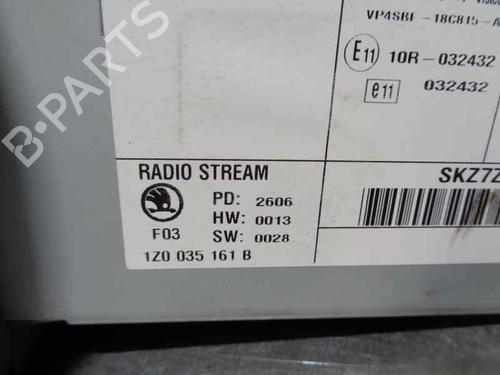 VP4SBF-18C815-A
E11 10R-032432
e11 032432
RADIO STREAM
SKZ7Z
PD: 2606
HW: 0013
F03 SW: 0028
1Z0 035 161 B
B-PARTS